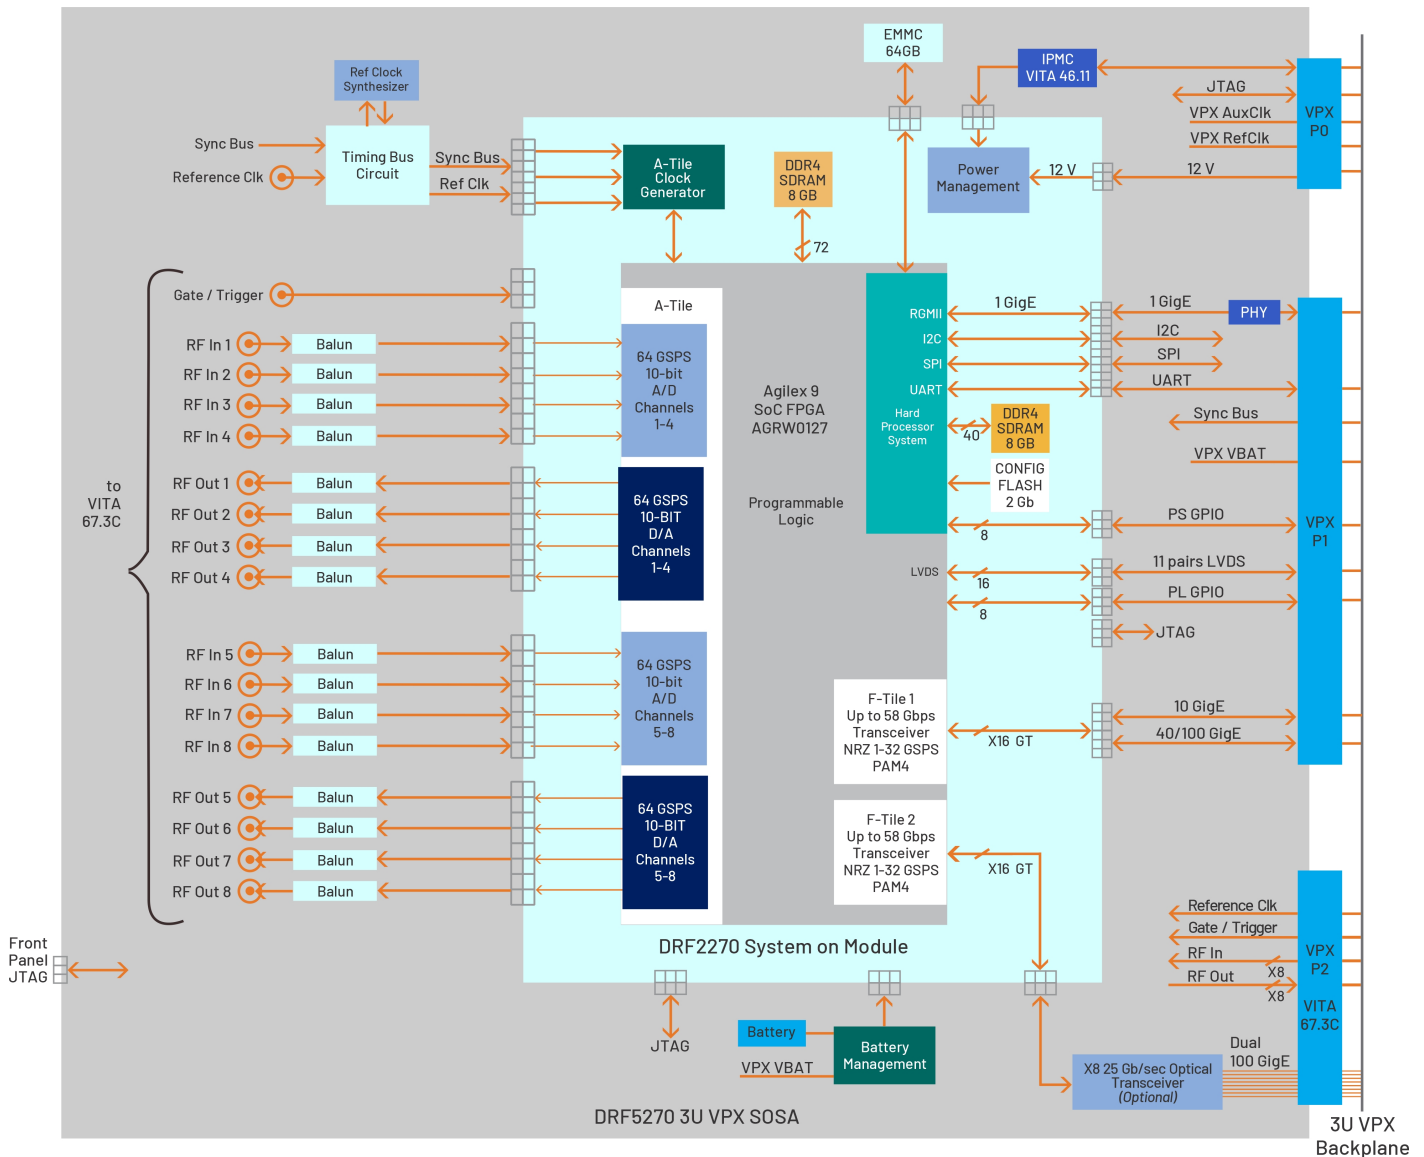 EMMC
64GB
IPMC
VITA 46.11
Ref Clock
Synthesizer
JTAG
VPX AuxClk
VPX RefClk
12 V
12 V
VPX
P0
Sync Bus
Reference Clk
Timing Bus
Circuit
Sync Bus
Ref Clk
A-Tile
Clock
Generator
DDR4
SDRAM
8 GB
72
Power
Management
to
VITA
67.3C
Gate / Trigger
RF In 1
Balun
RF In 2
Balun
RF In 3
Balun
RF In 4
Balun
RF Out 1
Balun
RF Out 2
Balun
RF Out 3
Balun
RF Out 4
Balun
RF In 5
Balun
RF In 6
Balun
RF In 7
Balun
RF In 8
Balun
RF Out 5
Balun
RF Out 6
Balun
RF Out 7
Balun
RF Out 8
Balun
A-Tile
64 GSPS
10-bit
A/D
Channels
1-4
64 GSPS
10-BIT
D/A
Channels
1-4
64 GSPS
10-bit
A/D
Channels
5-8
64 GSPS
10-BIT
D/A
Channels
5-8
Agilex 9
SoC FPGA
AGRW0127
Programmable
Logic
RGMII
I2C
SPI
UART
Hard
Processor
System
LVDS
1 GigE
40
DDR4
SDRAM
8 GB
CONFIG
FLASH
2 Gb
8
16
8
1 GigE
PHY
I2C
SPI
UART
Sync Bus
VPX VBAT
PS GPIO
11 pairs LVDS
PL GPIO
JTAG
10 GigE
40/100 GigE
VPX
P1
F-Tile 1
Up to 58 Gbps
Transceiver
NRZ 1-32 GSPS
PAM4
X16 GT
F-Tile 2
Up to 58 Gbps
Transceiver
NRZ 1-32 GSPS
PAM4
X16 GT
DRF2270 System on Module
Front
Panel
JTAG
JTAG
Battery
VPX VBAT
Battery
Management
Reference Clk
Gate / Trigger
RF In
X8
RF Out
X8
VPX
P2
VITA
67.3C
Dual
100 GigE
X8 25 Gb/sec Optical
Transceiver
(Optional)
DRF5270 3U VPX SOSA
3U VPX
Backplane